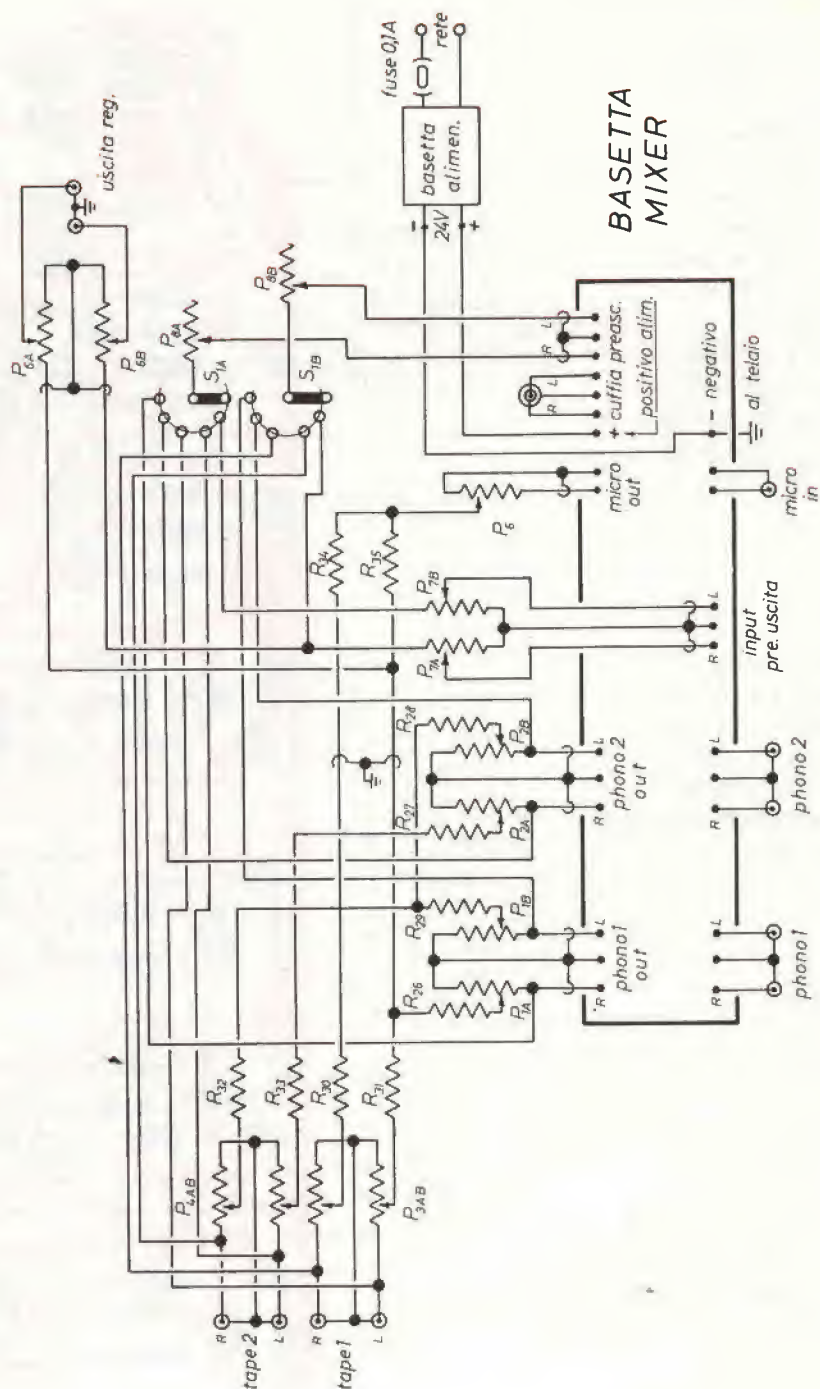 uscita reg.
P6A
P6B
P8A
P8B
S1A
S1B
fuse 0,1A
rete
basetta
alimen.
-
24V
+
BASETTA
MIXER
R34
R35
P6
P7A
P7B
R28
R27
P2A
P2B
R29
R26
P1A
P1B
R32
R33
R30
R31
P4AB
P3AB
R
L
tape 2
R
L
tape 1
R
L
phono 1
out
R
L
phono 2
out
micro
out
+
R
L
cuffia preasc.
R
L
positivo alim.
- negativo
al telaio
R
L
phono 1
R
L
phono 2
R
L
input
pre. uscita
micro
in